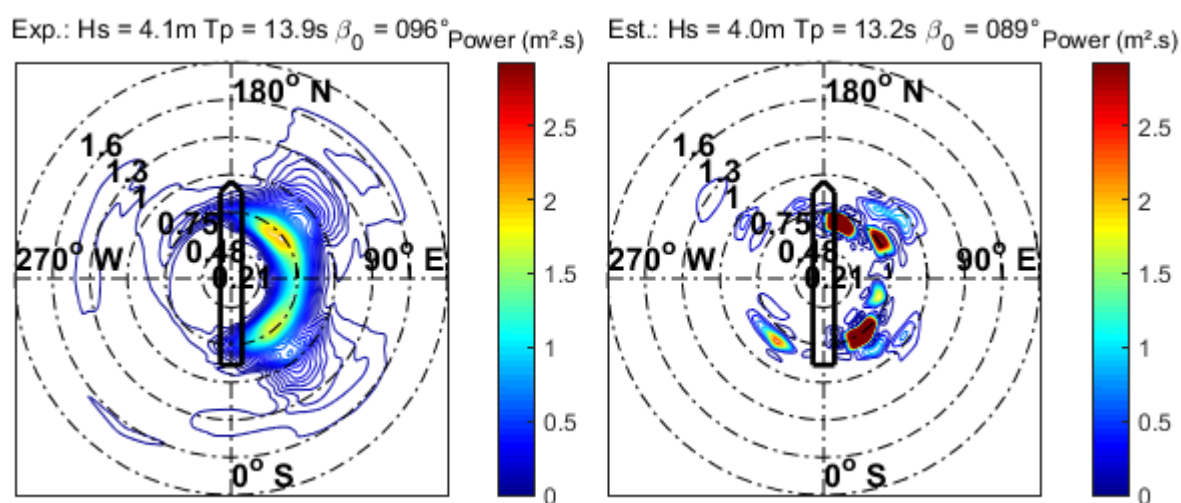 Exp.: Hs = 4.1m Tp = 13.9s β₀ = 096°
Power (m².s)
180° N
1.6
1.3
1
0.75
0.48
0.21
270° W
90° E
0° S
2.5
2
1.5
1
0.5
0
Est.: Hs = 4.0m Tp = 13.2s β₀ = 089°
Power (m².s)
180° N
1.6
1.3
1
0.75
0.48
0.21
270° W
90° E
0° S
2.5
2
1.5
1
0.5
0